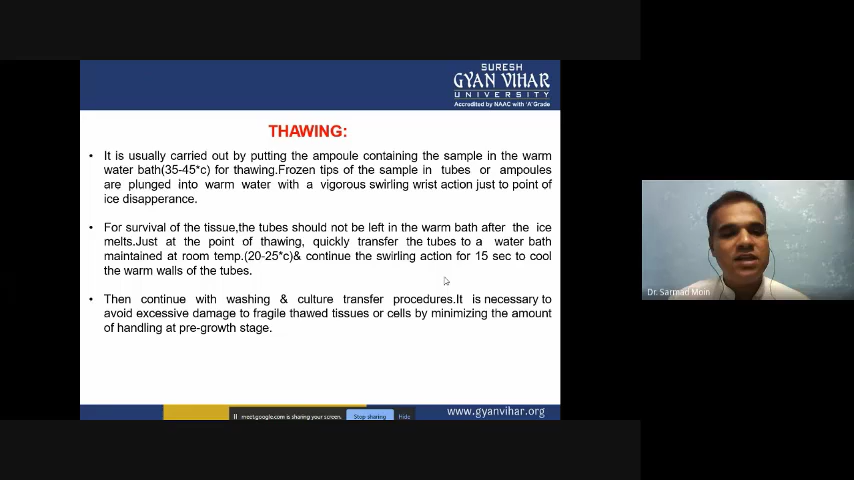 SURESH
GYAN VIHAR
UNIVERSITY
Accredited by NAAC with 'A' Grade
THAWING:
• It is usually carried out by putting the ampoule containing the sample in the warm
water bath(35-45*c) for thawing.Frozen tips of the sample in tubes or ampoules
are plunged into warm water with a vigorous swirling wrist action just to point of
ice disapperance.
• For survival of the tissue,the tubes should not be left in the warm bath after the ice
melts.Just at the point of thawing, quickly transfer the tubes to a water bath
maintained at room temp.(20-25*c)& continue the swirling action for 15 sec to cool
the warm walls of the tubes.
• Then continue with washing & culture transfer procedures.It is necessary to
avoid excessive damage to fragile thawed tissues or cells by minimizing the amount
of handling at pre-growth stage.
Dr. Sarmad Moin
meet.google.com is sharing your screen. Stop sharing Hide
www.gyanvihar.org